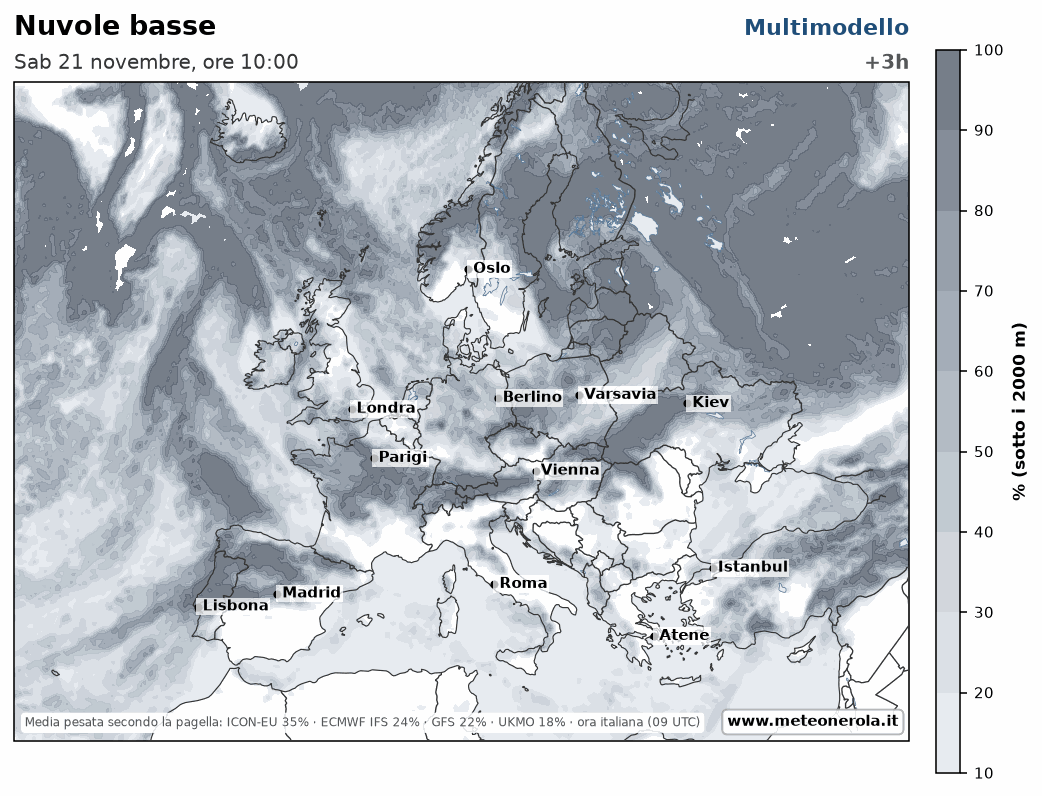 Nuvole basse
Multimodello
Sab 21 novembre, ore 10:00
+3h
Oslo
Londra
Berlino
Varsavia
Kiev
Parigi
Vienna
Lisbona
Madrid
Roma
Istanbul
Atene
Media pesata secondo la pagella: ICON-EU 35% · ECMWF IFS 24% · GFS 22% · UKMO 18% · ora italiana (09 UTC)
www.meteonerola.it
100
90
80
70
60
50
40
30
20
10
% (sotto i 2000 m)